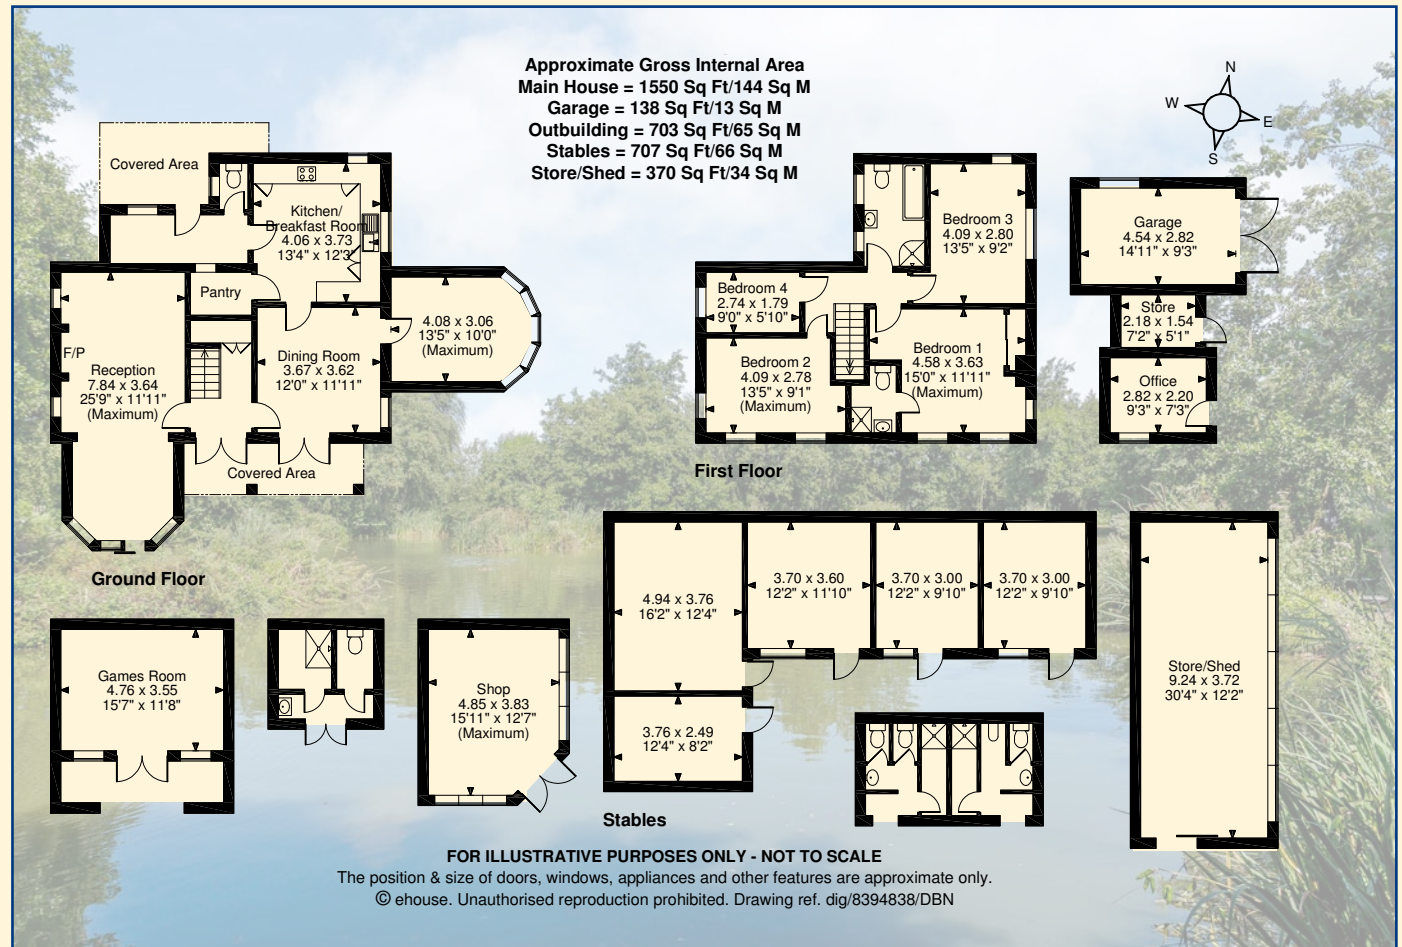 Approximate Gross Internal Area
Main House = 1550 Sq Ft/144 Sq M
Garage = 138 Sq Ft/13 Sq M
Outbuilding = 703 Sq Ft/65 Sq M
Stables = 707 Sq Ft/66 Sq M
Store/Shed = 370 Sq Ft/34 Sq M
N
W
E
S
Covered Area
Kitchen/
Breakfast Room
4.06 x 3.73
13'4" x 12'3"
Pantry
F/P
Reception
7.84 x 3.64
25'9" x 11'11"
(Maximum)
Dining Room
3.67 x 3.62
12'0" x 11'11"
4.08 x 3.06
13'5" x 10'0"
(Maximum)
Covered Area
Ground Floor
Bedroom 3
4.09 x 2.80
13'5" x 9'2"
Bedroom 4
2.74 x 1.79
9'0" x 5'10"
Bedroom 2
4.09 x 2.78
13'5" x 9'1"
(Maximum)
Bedroom 1
4.58 x 3.63
15'0" x 11'11"
(Maximum)
First Floor
Garage
4.54 x 2.82
14'11" x 9'3"
Store
2.18 x 1.54
7'2" x 5'1"
Office
2.82 x 2.20
9'3" x 7'3"
Games Room
4.76 x 3.55
15'7" x 11'8"
Shop
4.85 x 3.83
15'11" x 12'7"
(Maximum)
4.94 x 3.76
16'2" x 12'4"
3.70 x 3.60
12'2" x 11'10"
3.70 x 3.00
12'2" x 9'10"
3.70 x 3.00
12'2" x 9'10"
3.76 x 2.49
12'4" x 8'2"
Stables
Store/Shed
9.24 x 3.72
30'4" x 12'2"
FOR ILLUSTRATIVE PURPOSES ONLY - NOT TO SCALE
The position & size of doors, windows, appliances and other features are approximate only.
© ehouse. Unauthorised reproduction prohibited. Drawing ref. dig/8394838/DBN